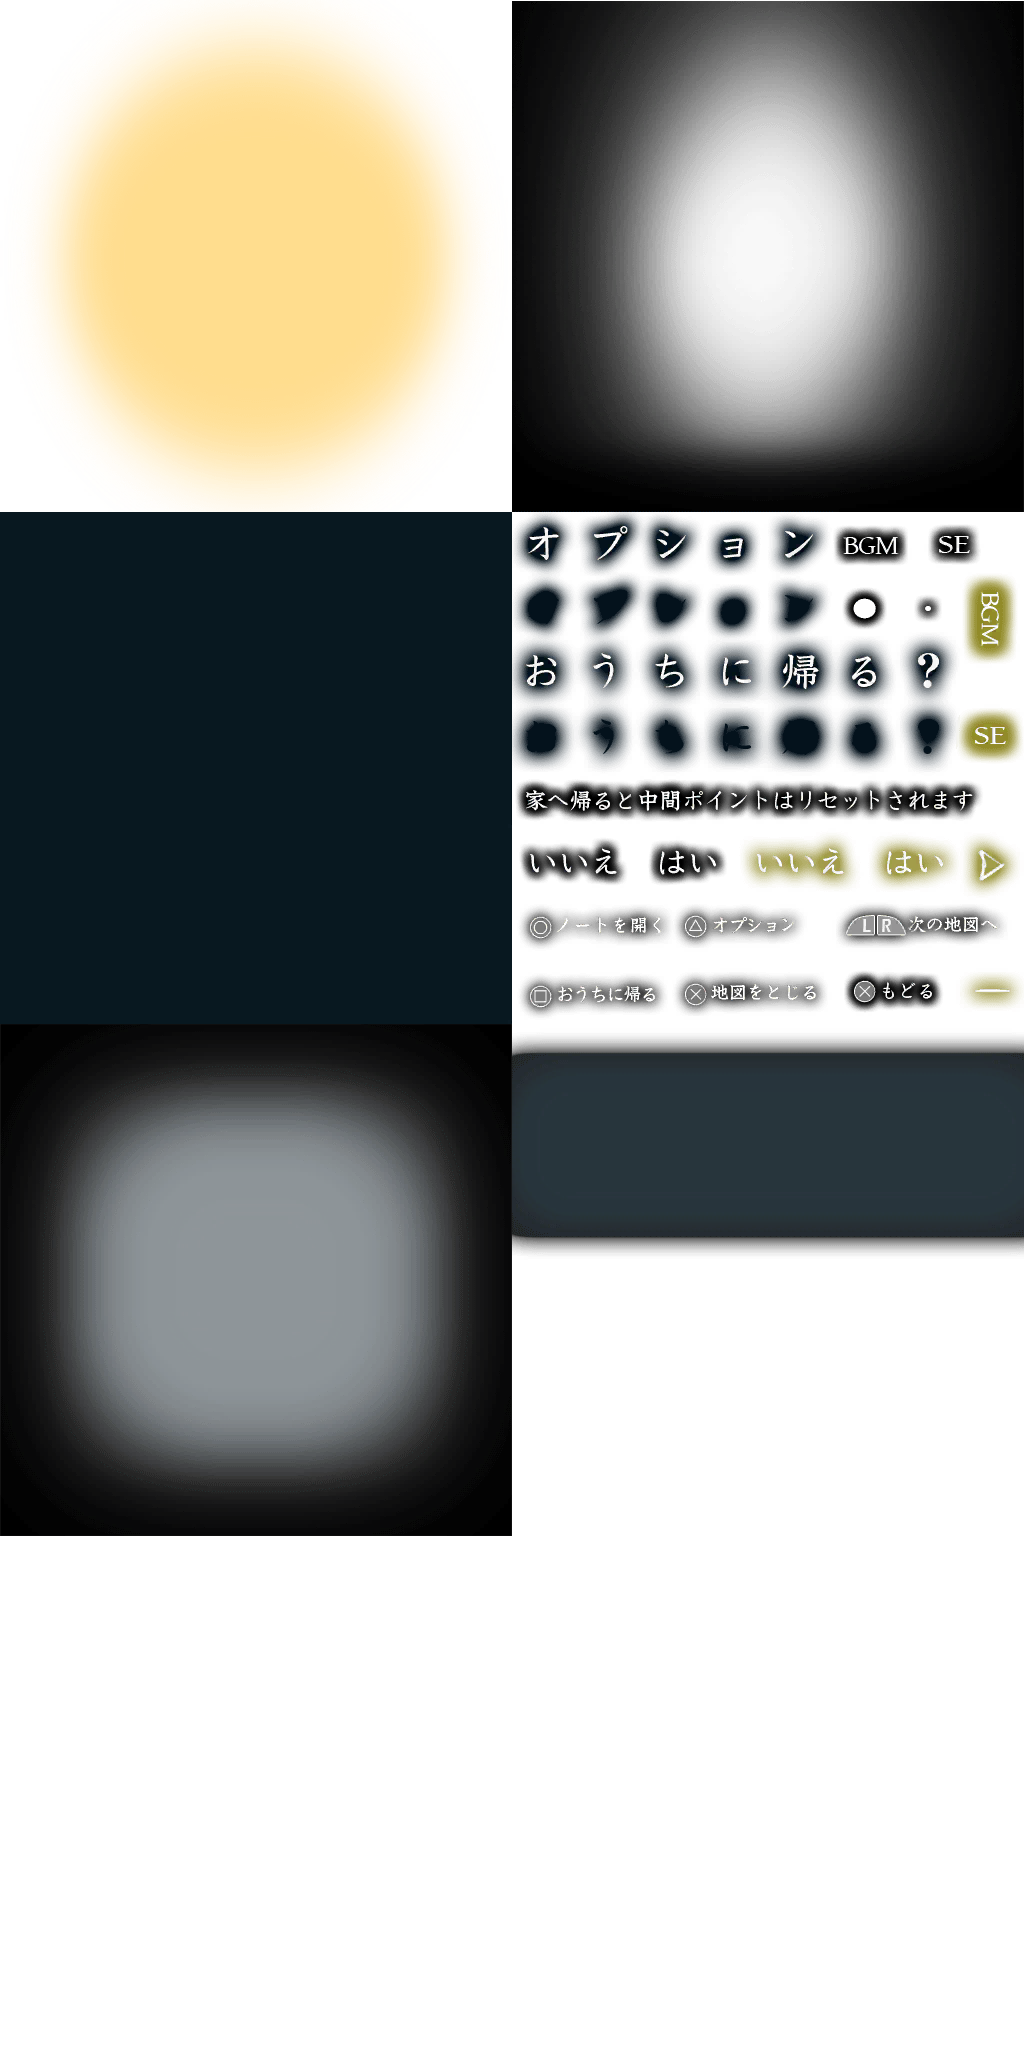 オプション BGM SE
BGM
おうちに帰る?
SE
家へ帰ると中間ポイントはリセットされます
いいえ はい いいえ はい
◎ノートを開く △オプション L R 次の地図へ
□おうちに帰る ×地図をとじる ×もどる